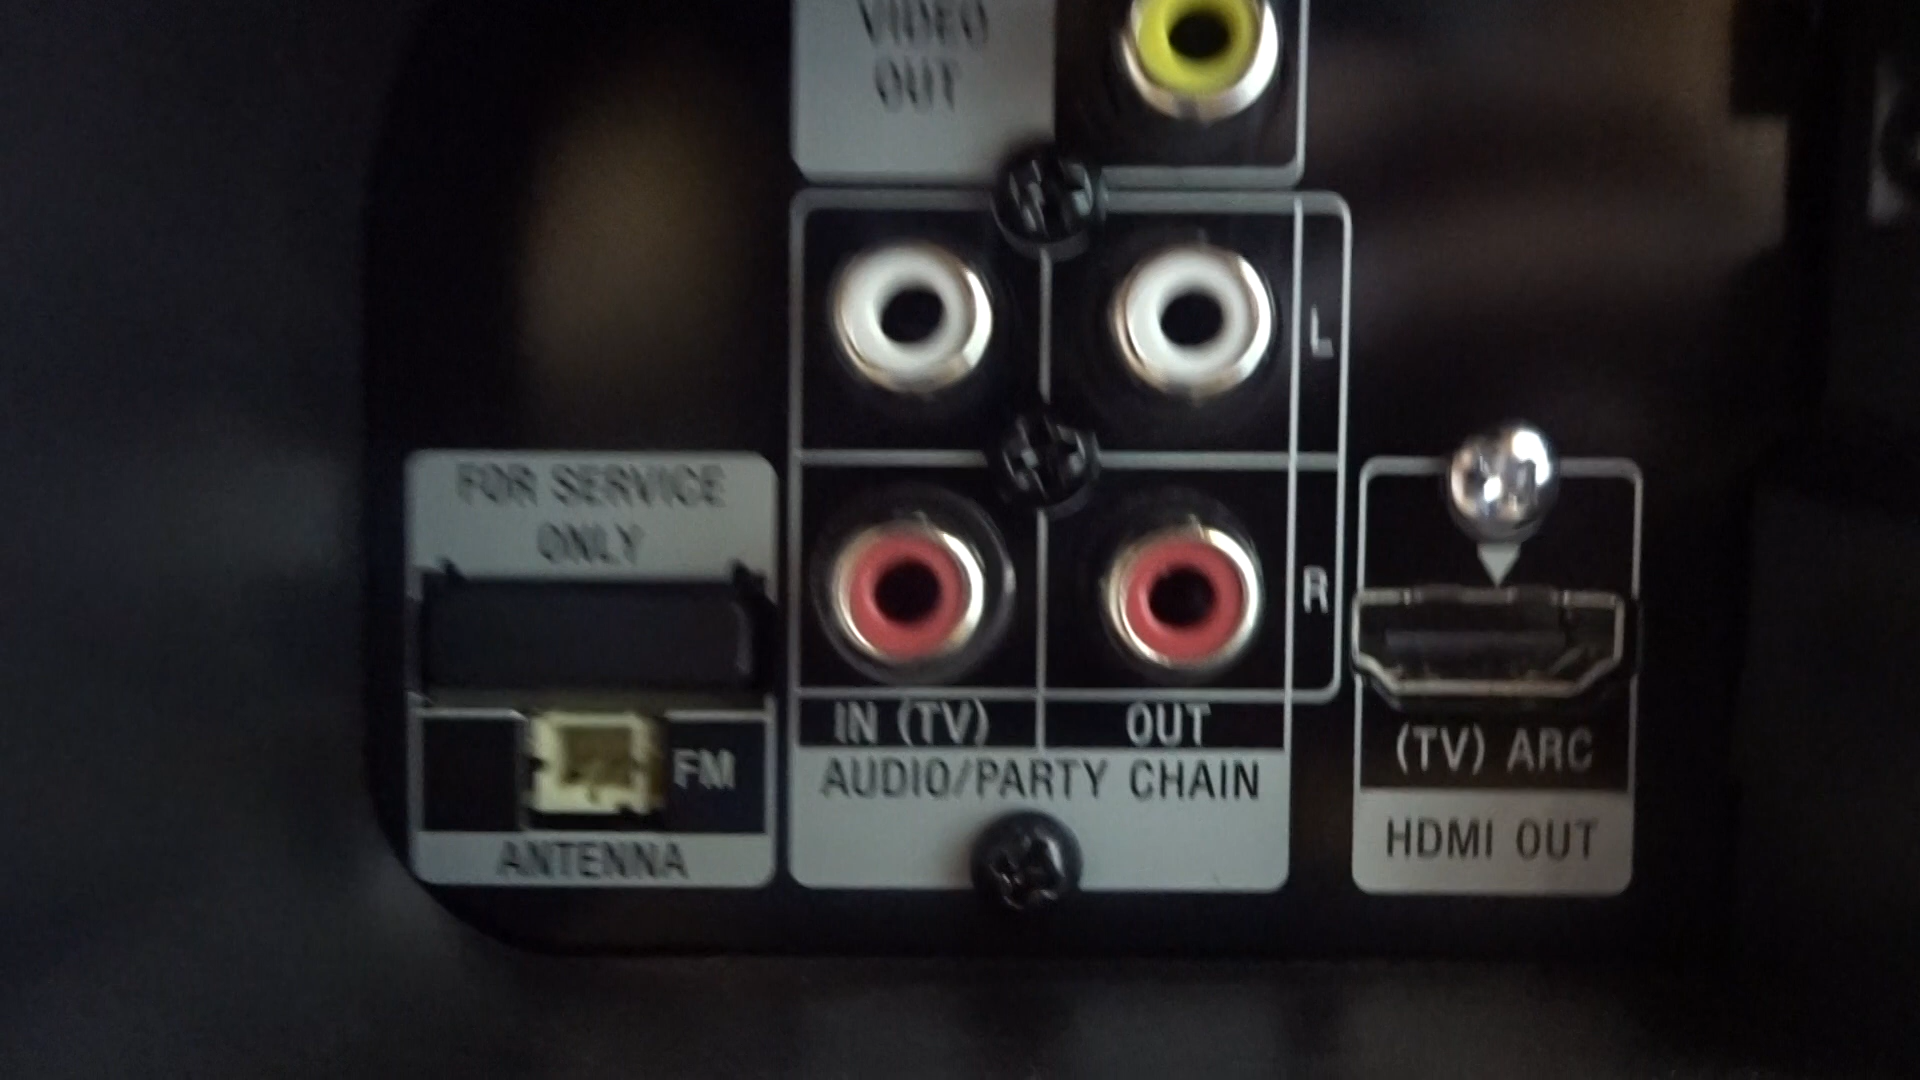 VIDEO
OUT
L
R
FOR SERVICE
ONLY
FM
ANTENNA
IN (TV)
OUT
AUDIO/PARTY CHAIN
(TV) ARC
HDMI OUT